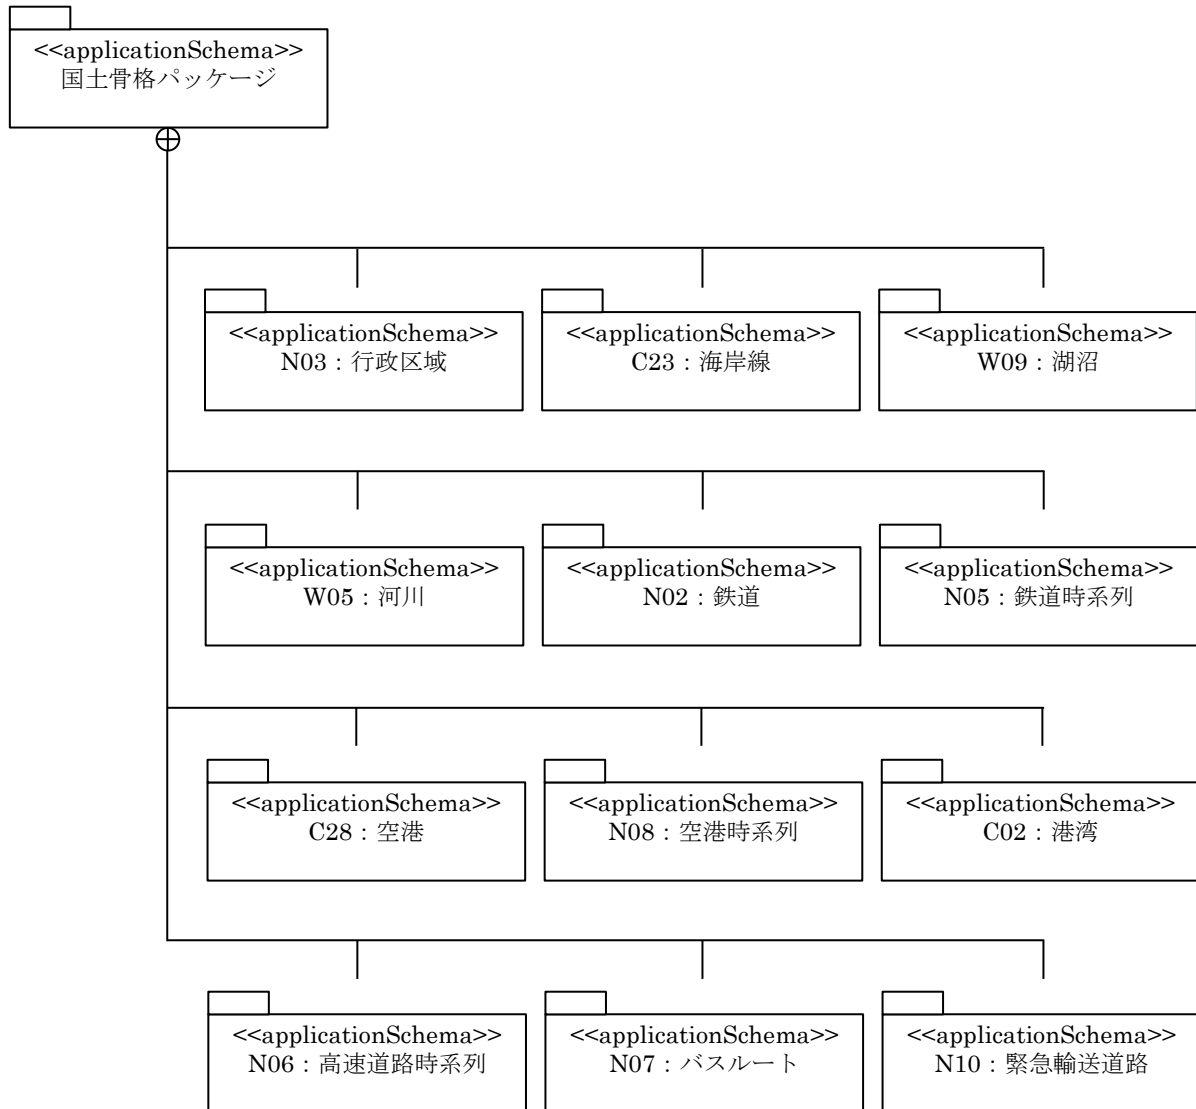 <<applicationSchema>>
国土骨格パッケージ
<<applicationSchema>>
N03：行政区域
<<applicationSchema>>
C23：海岸線
<<applicationSchema>>
W09：湖沼
<<applicationSchema>>
W05：河川
<<applicationSchema>>
N02：鉄道
<<applicationSchema>>
N05：鉄道時系列
<<applicationSchema>>
C28：空港
<<applicationSchema>>
N08：空港時系列
<<applicationSchema>>
C02：港湾
<<applicationSchema>>
N06：高速道路時系列
<<applicationSchema>>
N07：バスルート
<<applicationSchema>>
N10：緊急輸送道路